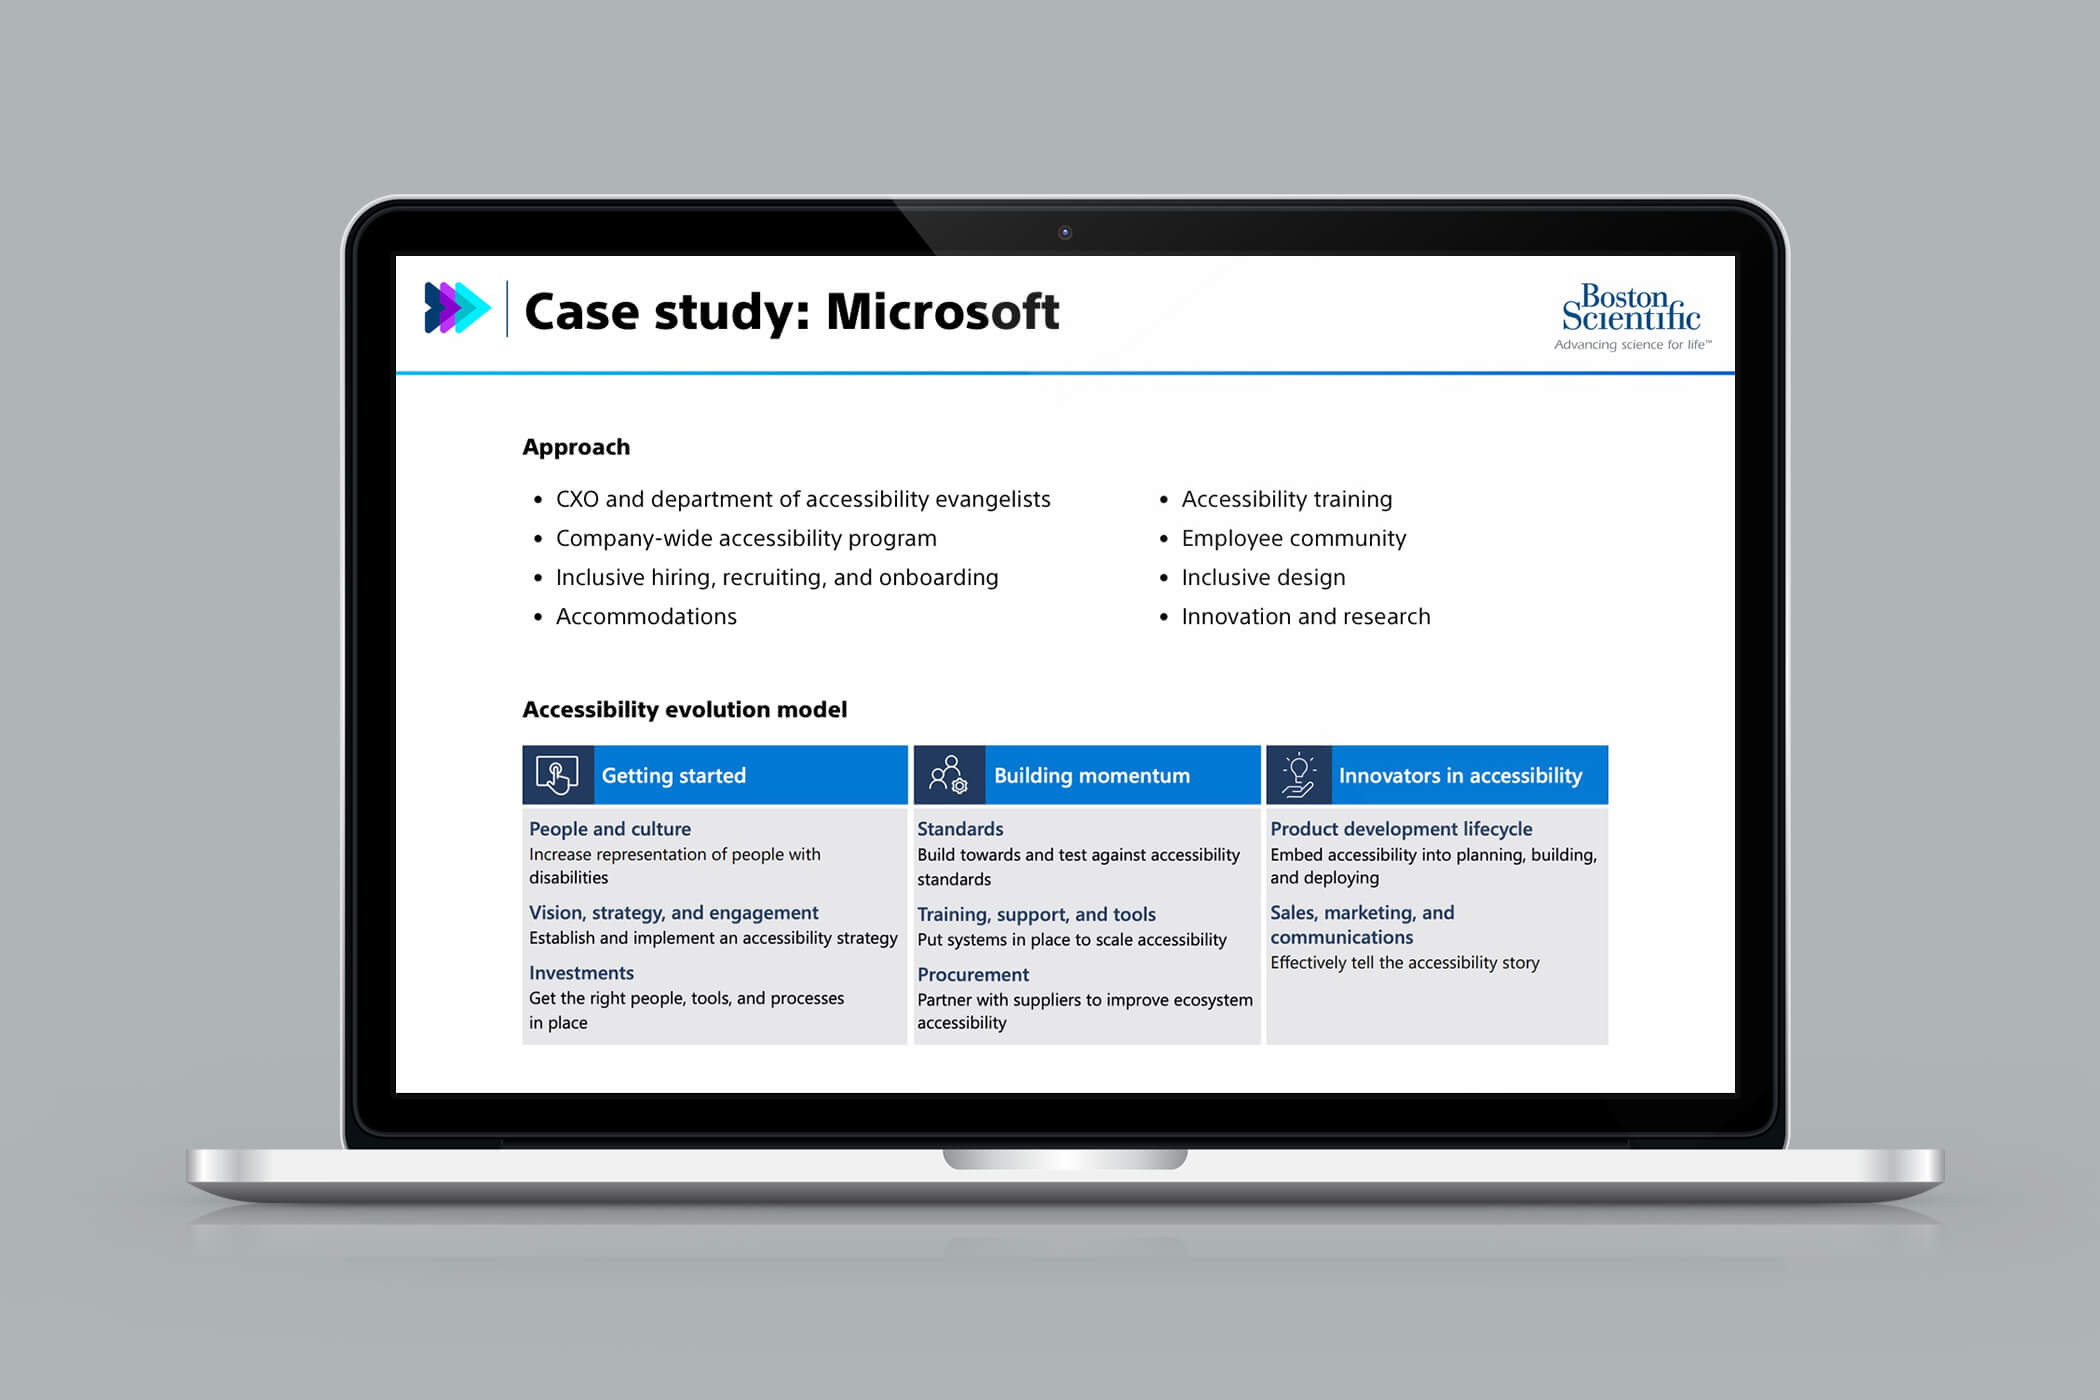 Case study: Microsoft
Boston
Scientific
Advancing science for life™
Approach
• CXO and department of accessibility evangelists
• Company-wide accessibility program
• Inclusive hiring, recruiting, and onboarding
• Accommodations
• Accessibility training
• Employee community
• Inclusive design
• Innovation and research
Accessibility evolution model
Getting started
People and culture
Increase representation of people with
disabilities
Vision, strategy, and engagement
Establish and implement an accessibility strategy
Investments
Get the right people, tools, and processes
in place
Building momentum
Standards
Build towards and test against accessibility
standards
Training, support, and tools
Put systems in place to scale accessibility
Procurement
Partner with suppliers to improve ecosystem
accessibility
Innovators in accessibility
Product development lifecycle
Embed accessibility into planning, building,
and deploying
Sales, marketing, and
communications
Effectively tell the accessibility story